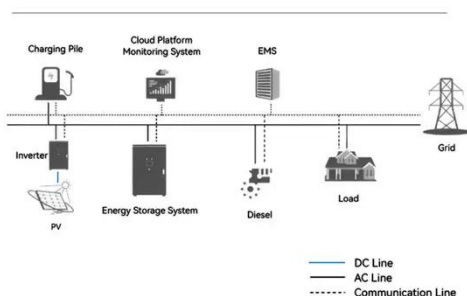 Charging Pile
Cloud Platform
Monitoring System
EMS
Grid
Inverter
PV
Energy Storage System
Diesel
Load
DC Line
AC Line
Communication Line